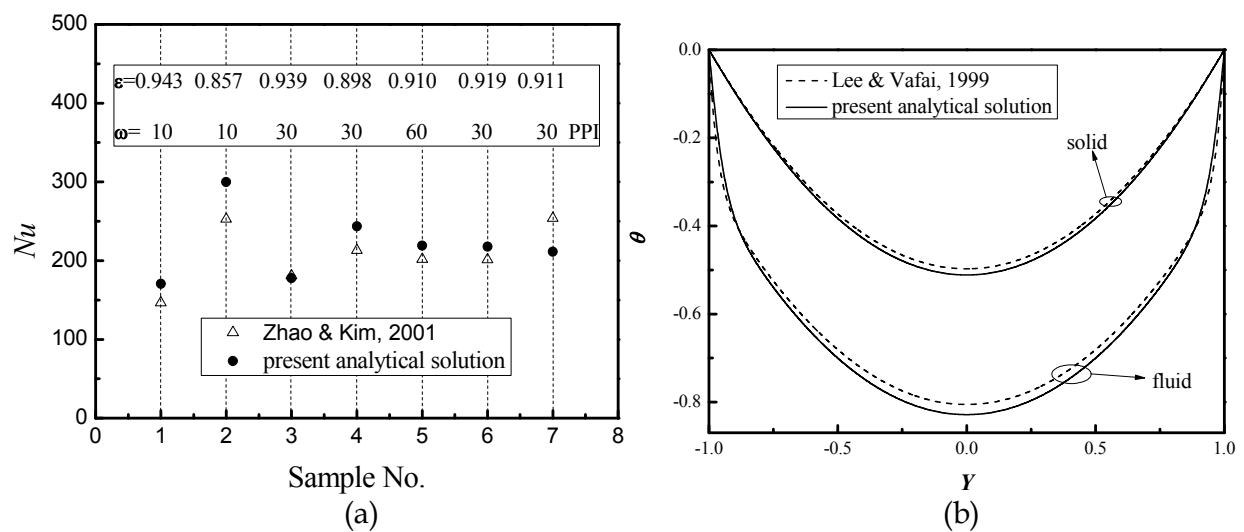 500
400
300
200
100
0
Nu
ε=0.943 0.857 0.939 0.898 0.910 0.919 0.911
ω= 10 10 30 30 60 30 30 PPI
Zhao & Kim, 2001
present analytical solution
0 1 2 3 4 5 6 7 8
Sample No.
(a)
0.0
-0.2
-0.4
-0.6
-0.8
θ
Lee & Vafai, 1999
present analytical solution
solid
fluid
-1.0 -0.5 0.0 0.5 1.0
Y
(b)